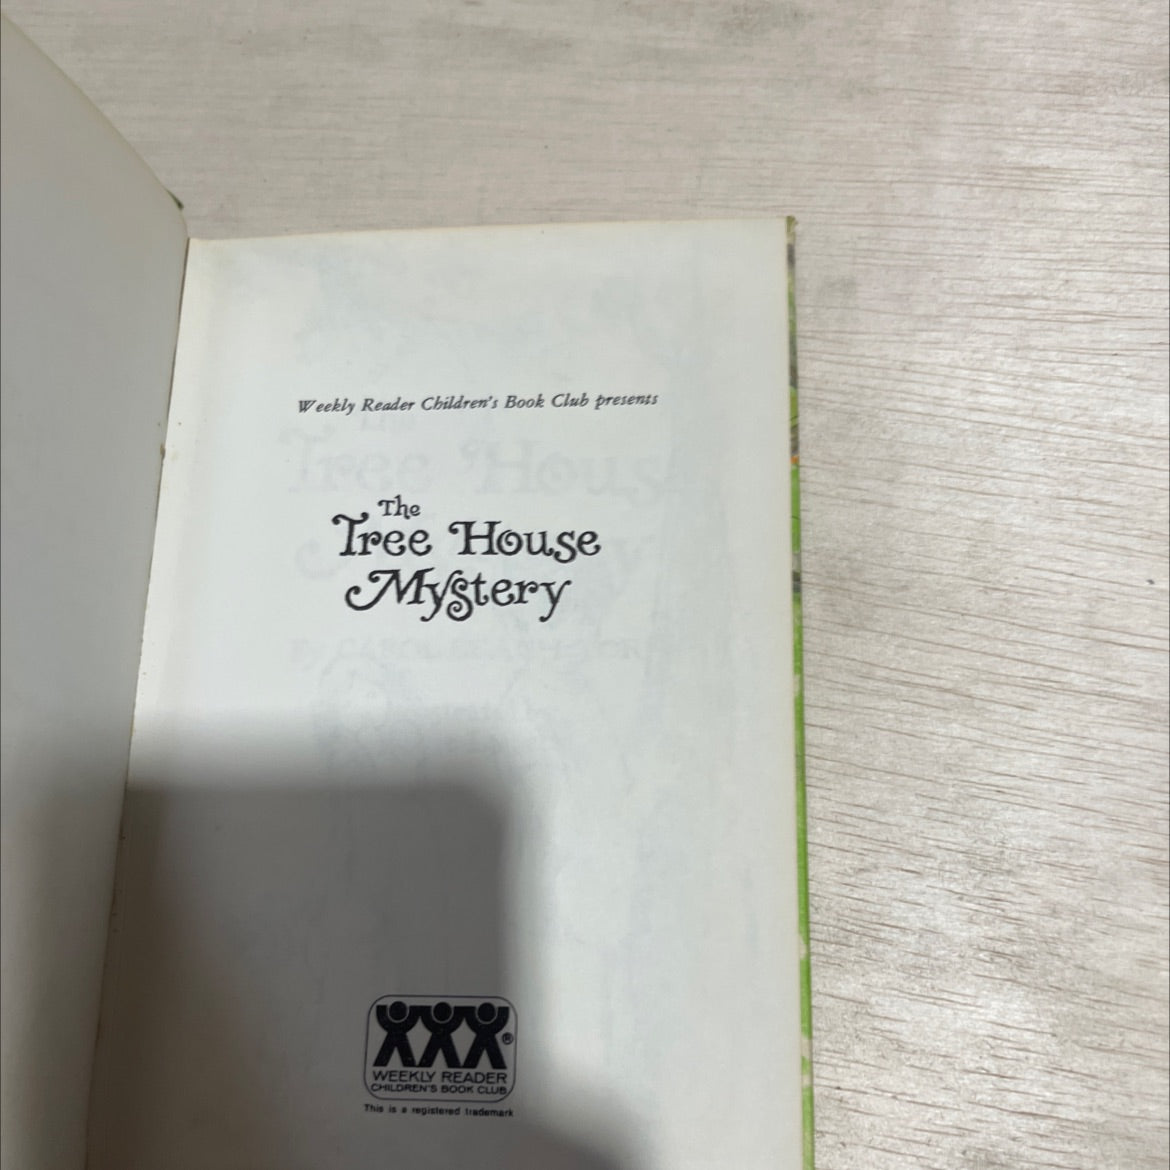 Weekly Reader Children's Book Club presents
The
Tree House
Mystery
WEEKLY READER
CHILDREN'S BOOK CLUB
This is a registered trademark